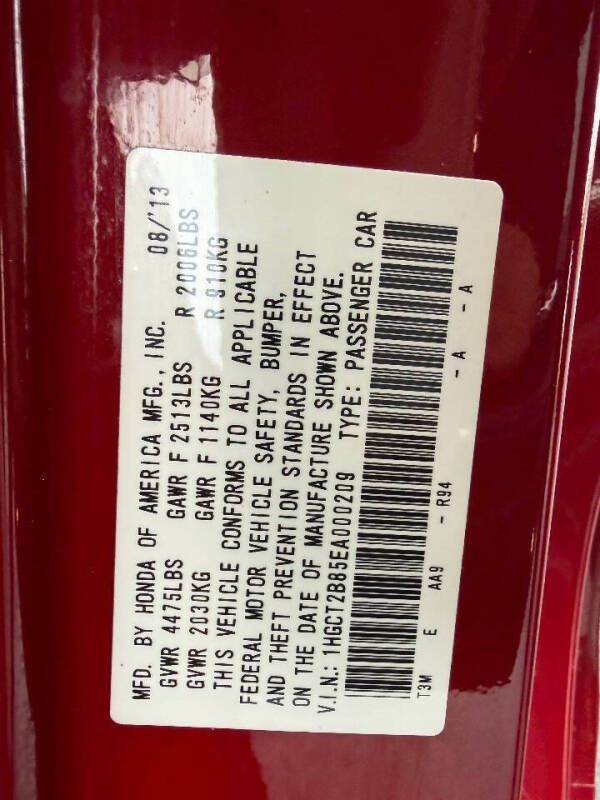 MFD. BY HONDA OF AMERICA MFG., INC. 08/'13
GVWR 4475LBS GAWR F 2513LBS R 2006LBS
GVWR 2030KG GAWR F 1140KG R 910KG
THIS VEHICLE CONFORMS TO ALL APPLICABLE
FEDERAL MOTOR VEHICLE SAFETY, BUMPER,
AND THEFT PREVENTION STANDARDS IN EFFECT
ON THE DATE OF MANUFACTURE SHOWN ABOVE.
V.I.N.: 1HGCT2B85EA000209 TYPE: PASSENGER CAR
T3M E AA9 - R94 - A - A